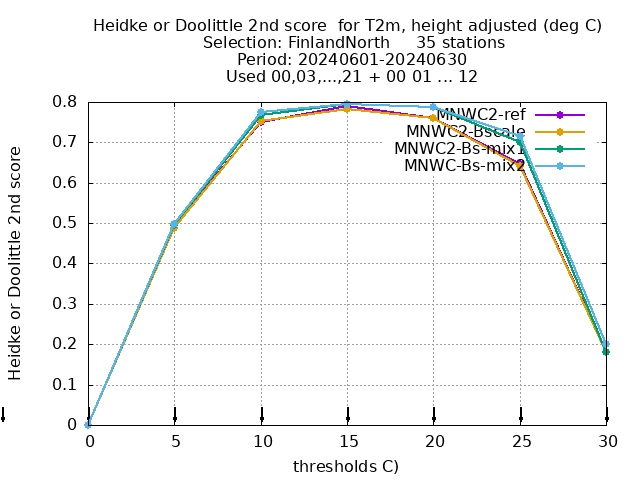 Heidke or Doolittle 2nd score  for T2m, height adjusted (deg C)
Selection: FinlandNorth     35 stations
Period: 20240601-20240630
Used 00,03,...,21 + 00 01 ... 12
Heidke or Doolittle 2nd score
0.8
0.7
0.6
0.5
0.4
0.3
0.2
0.1
0
MNWC2-ref
MNWC2-Bscale
MNWC2-Bs-mix1
MNWC-Bs-mix2
0 5 10 15 20 25 30
thresholds C)